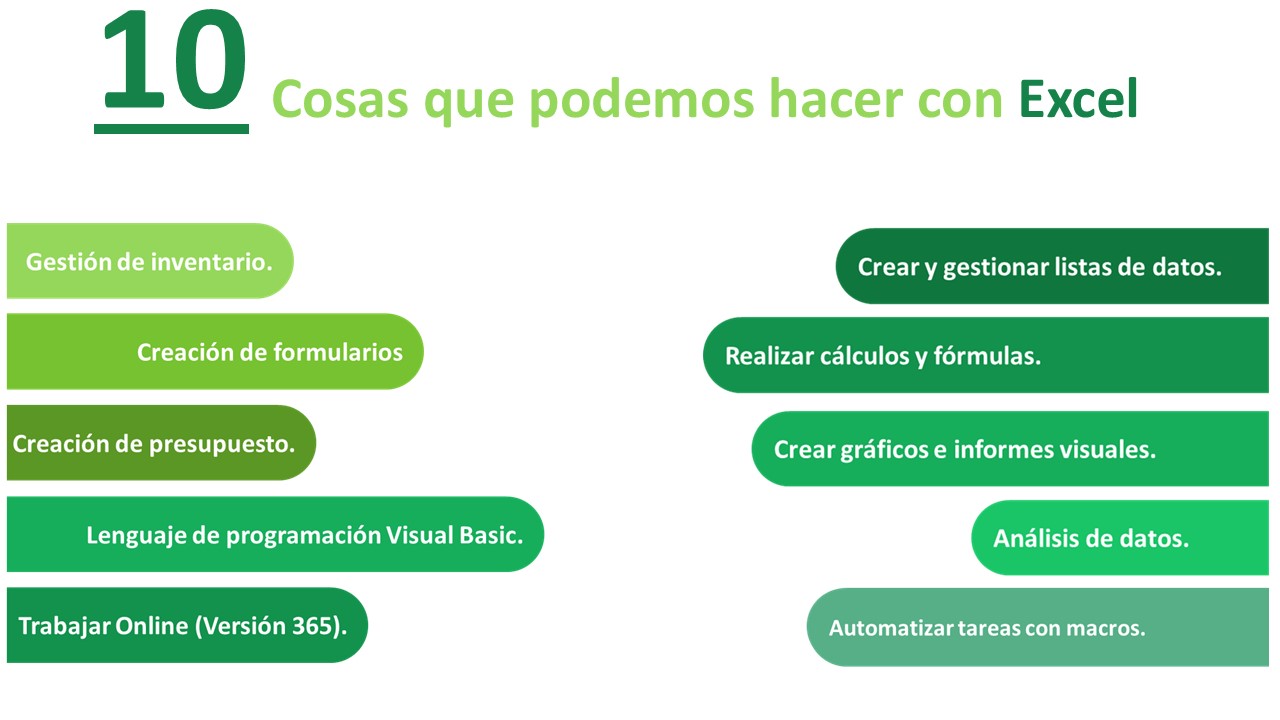 10
Cosas que podemos hacer con Excel
Gestión de inventario.
Creación de formularios
Creación de presupuesto.
Lenguaje de programación Visual Basic.
Trabajar Online (Versión 365).
Crear y gestionar listas de datos.
Realizar cálculos y fórmulas.
Crear gráficos e informes visuales.
Análisis de datos.
Automatizar tareas con macros.